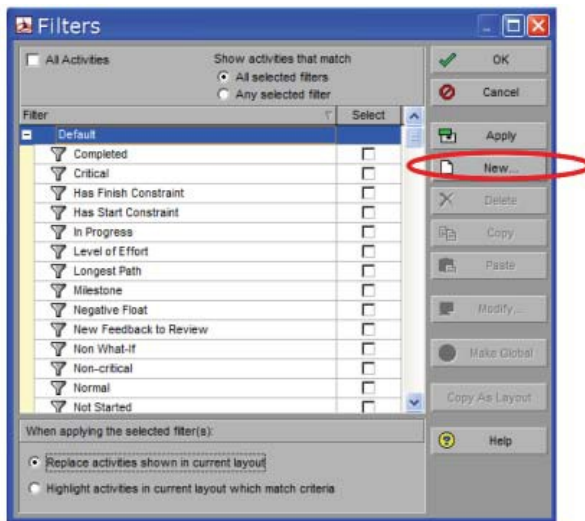 Filters
All Activities
Show activities that match
All selected filters
Any selected filter
Filter Select
Default
Completed
Critical
Has Finish Constraint
Has Start Constraint
In Progress
Level of Effort
Longest Path
Milestone
Negative Float
New Feedback to Review
Non What-If
Non-critical
Normal
Not Started
When applying the selected filter(s):
Replace activities shown in current layout
Highlight activities in current layout which match criteria
OK
Cancel
Apply
New...
Delete
Copy
Paste
Modify...
Make Global
Copy As Layout
Help